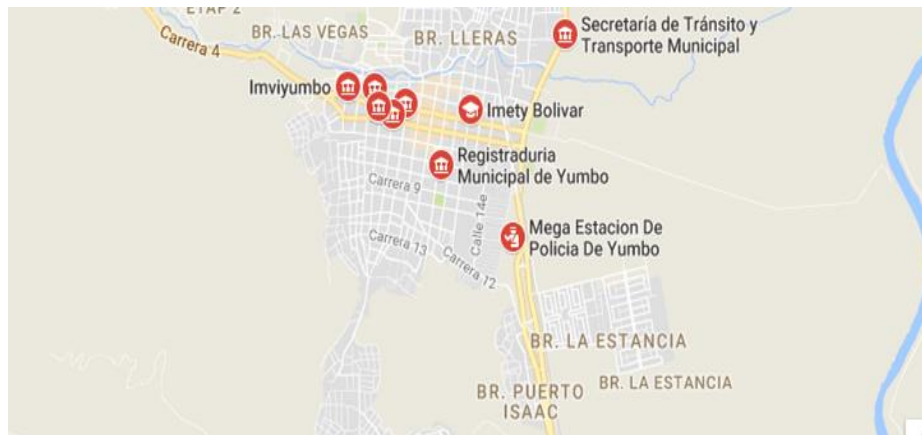 ETAP 2
Carrera 4
BR. LAS VEGAS
BR. LLERAS
Secretaría de Tránsito y
Transporte Municipal
Imviyumbo
Imety Bolivar
Registraduria
Municipal de Yumbo
Carrera 9
Calle 14e
Mega Estacion De
Policia De Yumbo
Carrera 13
Carrera 12
BR. LA ESTANCIA
BR. LA ESTANCIA
BR. PUERTO
ISAAC